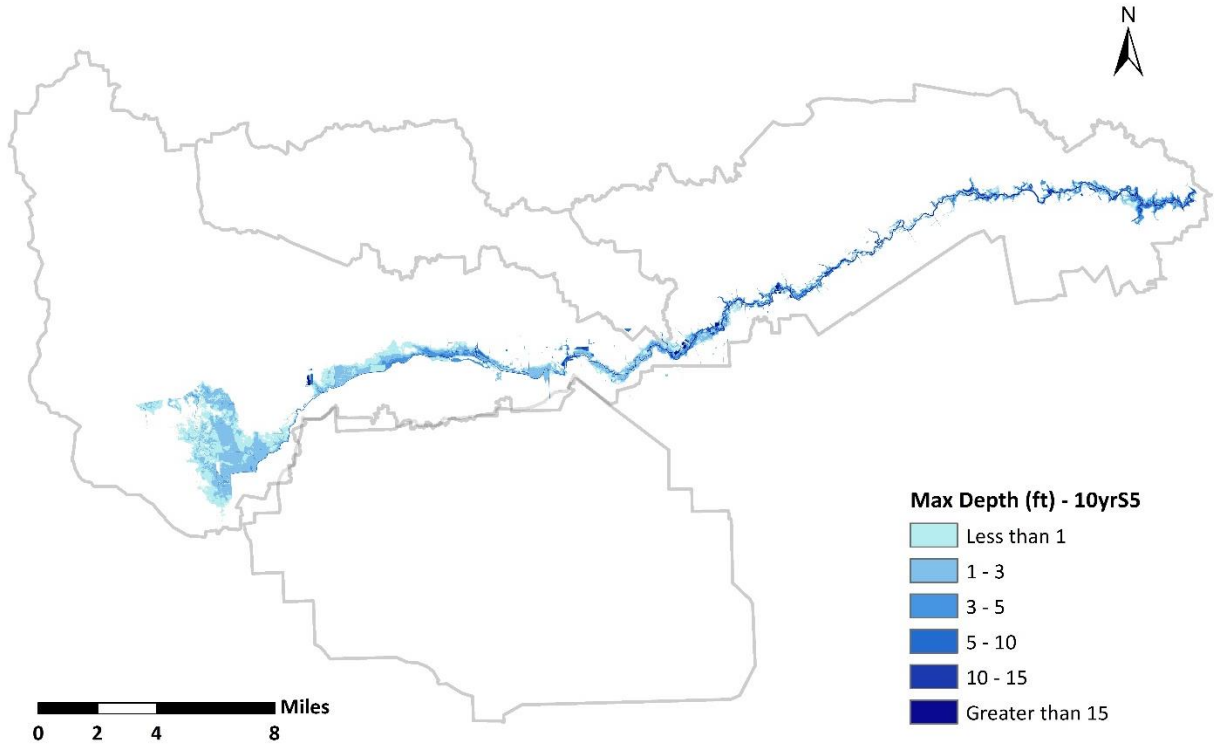 N
Max Depth (ft) - 10yrS5
Less than 1
1 - 3
3 - 5
5 - 10
10 - 15
Greater than 15
Miles
0 2 4 8